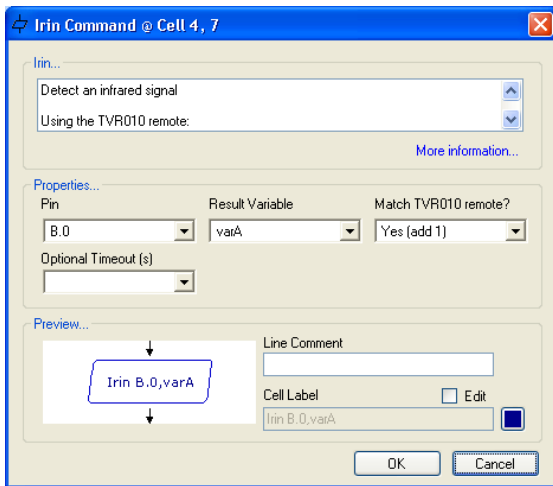 Irin Command @ Cell 4, 7
Irin...
Detect an infrared signal
Using the TVR010 remote:
More information...
Properties...
Pin Result Variable Match TVR010 remote?
B.0 varA Yes (add 1)
Optional Timeout (s)
Preview...
Line Comment
Irin B.0,varA
Cell Label Edit
Irin B.0,varA
OK Cancel